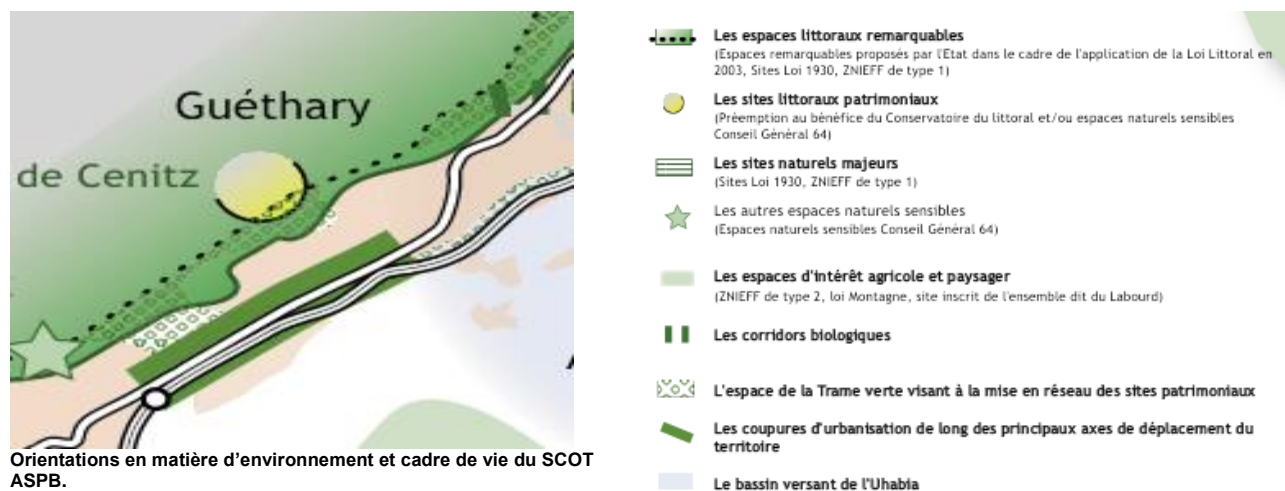 Guéthary
de Cenitz
Orientations en matière d'environnement et cadre de vie du SCOT
ASPB.
Les espaces littoraux remarquables
(Espaces remarquables proposés par l'Etat dans le cadre de l'application de la Loi Littoral en
2003, Sites Loi 1930, ZNIEFF de type 1)
Les sites littoraux patrimoniaux
(Préemption au bénéfice du Conservatoire du littoral et/ou espaces naturels sensibles
Conseil Général 64)
Les sites naturels majeurs
(Sites Loi 1930, ZNIEFF de type 1)
Les autres espaces naturels sensibles
(Espaces naturels sensibles Conseil Général 64)
Les espaces d'intérêt agricole et paysager
(ZNIEFF de type 2, loi Montagne, site inscrit de l'ensemble dit du Labourd)
Les corridors biologiques
L'espace de la Trame verte visant à la mise en réseau des sites patrimoniaux
Les coupures d'urbanisation de long des principaux axes de déplacement du
territoire
Le bassin versant de l'Uhabia